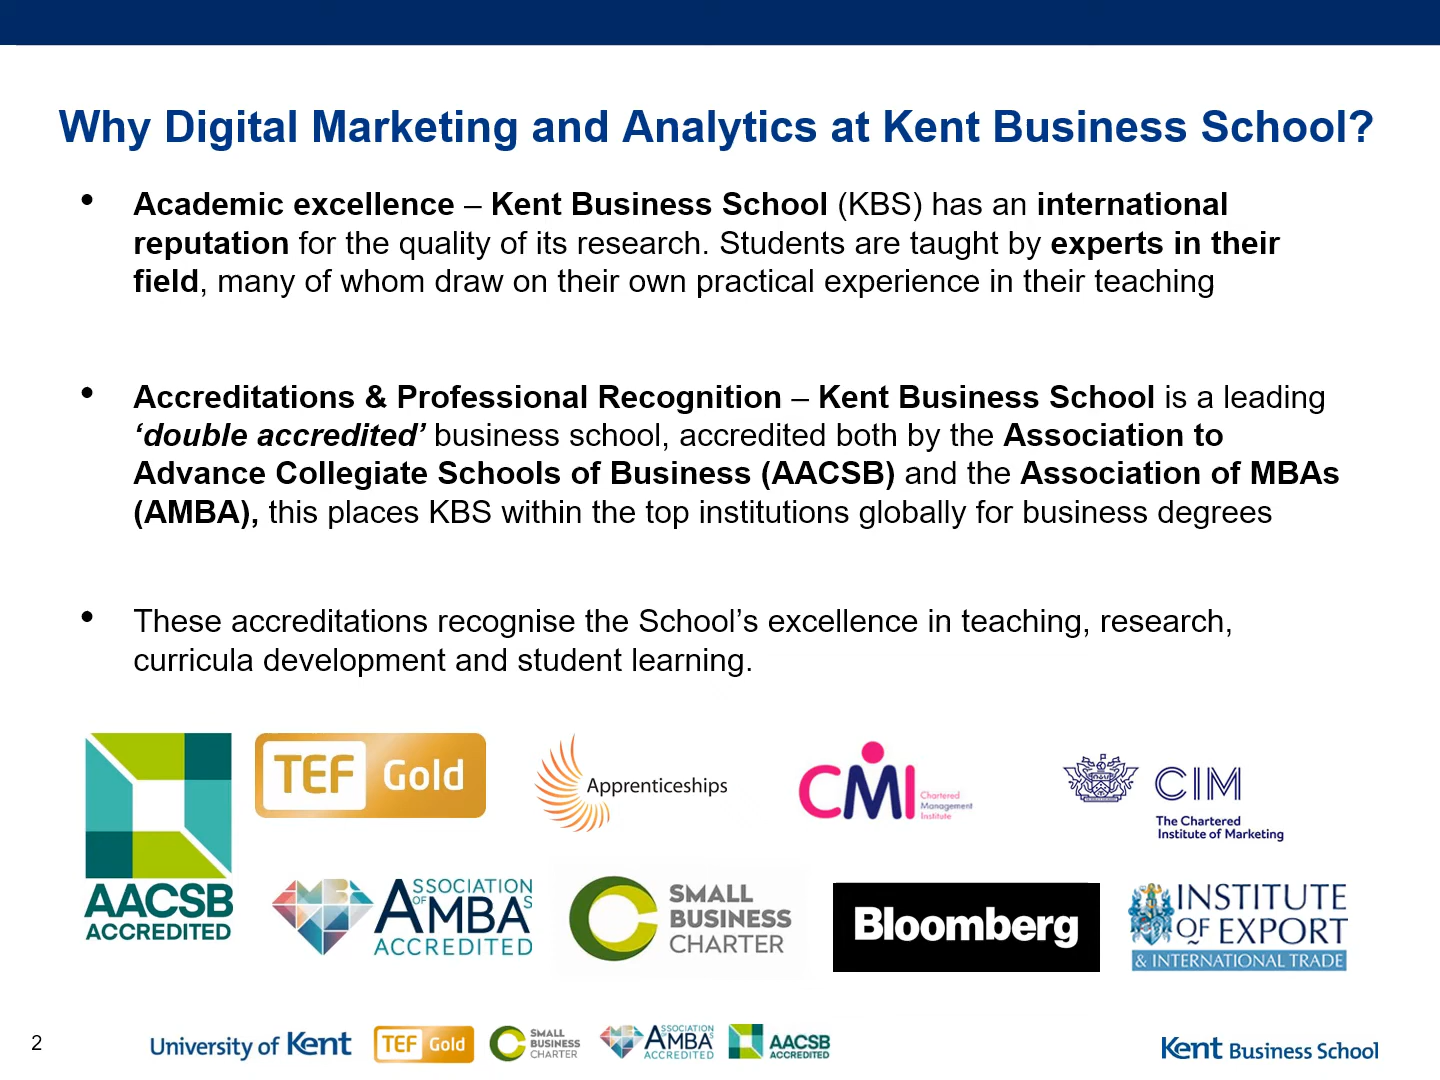 Why Digital Marketing and Analytics at Kent Business School?
• Academic excellence – Kent Business School (KBS) has an international
reputation for the quality of its research. Students are taught by experts in their
field, many of whom draw on their own practical experience in their teaching
• Accreditations & Professional Recognition – Kent Business School is a leading
‘double accredited’ business school, accredited both by the Association to
Advance Collegiate Schools of Business (AACSB) and the Association of MBAs
(AMBA), this places KBS within the top institutions globally for business degrees
• These accreditations recognise the School’s excellence in teaching, research,
curricula development and student learning.
AACSB
ACCREDITED
TEF Gold
Apprenticeships
CMI
Chartered
Management
Institute
CIM
The Chartered
Institute of Marketing
ASSOCIATION
OF AMBAS
ACCREDITED
SMALL
BUSINESS
CHARTER
Bloomberg
INSTITUTE
OF EXPORT
& INTERNATIONAL TRADE
2
University of Kent
TEF Gold
SMALL
BUSINESS
CHARTER
ASSOCIATION
OF AMBAS
ACCREDITED
AACSB
ACCREDITED
Kent Business School